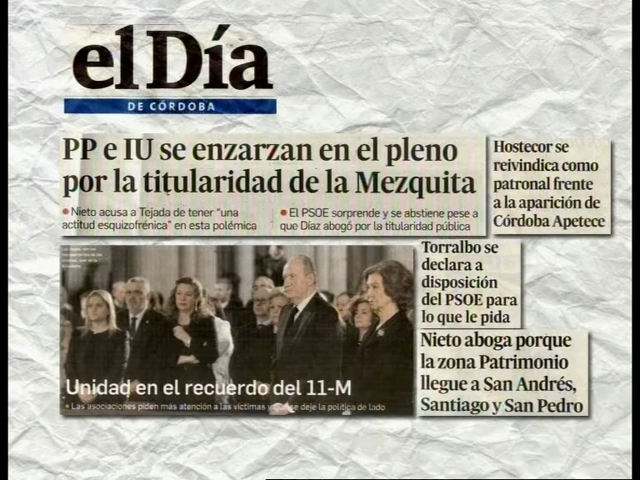 el Día
DE CÓRDOBA
PP e IU se enzarzan en el pleno
por la titularidad de la Mezquita
Nieto acusa a Tejada de tener "una
actitud esquizofrénica" en esta polémica
El PSOE sorprende y se abstiene pese a
que Díaz abogó por la titularidad pública
Hostecor se
reivindica como
patronal frente
a la aparición de
Córdoba Apetece
Torralbo se
declara a
disposición
del PSOE para
lo que le pida
Unidad en el recuerdo del 11-M
Las asociaciones piden más atención a las víctimas y que se deje la política de lado
Nieto aboga porque
la zona Patrimonio
llegue a San Andrés,
Santiago y San Pedro